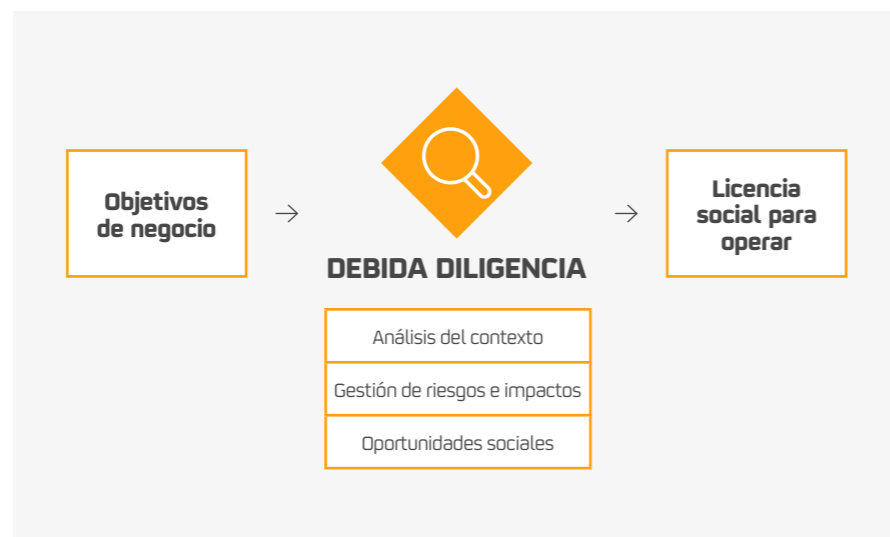 Objetivos
de negocio
DEBIDA DILIGENCIA
Análisis del contexto
Gestión de riesgos e impactos
Oportunidades sociales
Licencia
social para
operar